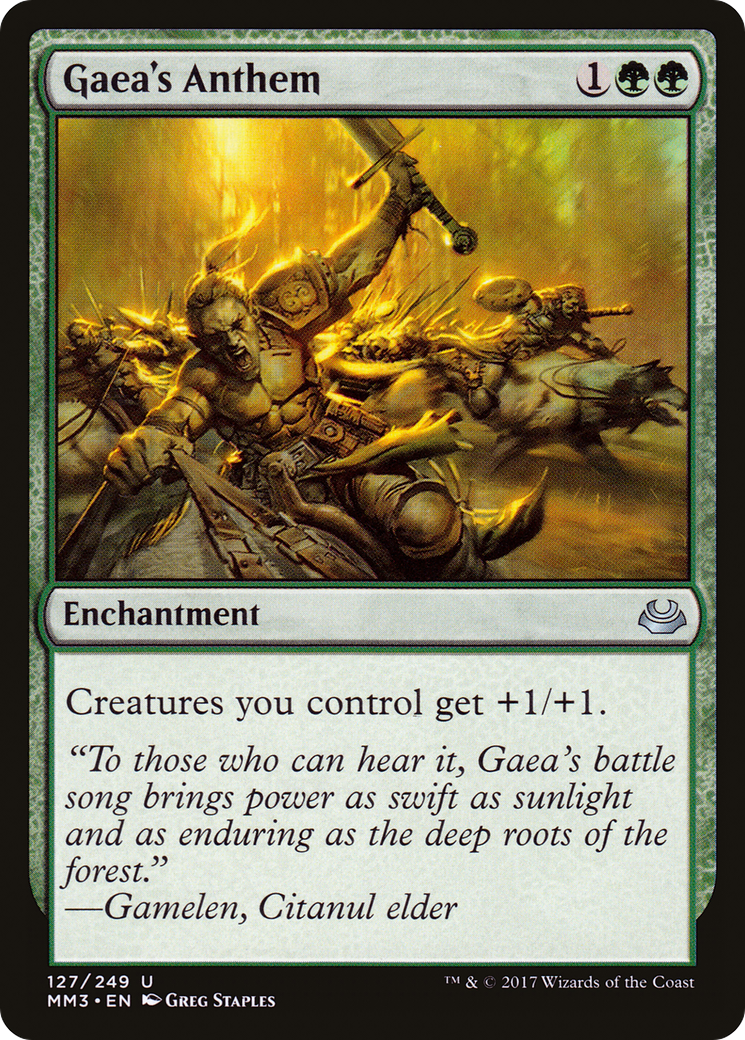 Gaea's Anthem
1
Enchantment
Creatures you control get +1/+1.
“To those who can hear it, Gaea’s battle
song brings power as swift as sunlight
and as enduring as the deep roots of the
forest.”
—Gamelen, Citanul elder
127/249 U
™ & © 2017 Wizards of the Coast
MM3 • EN Greg Staples